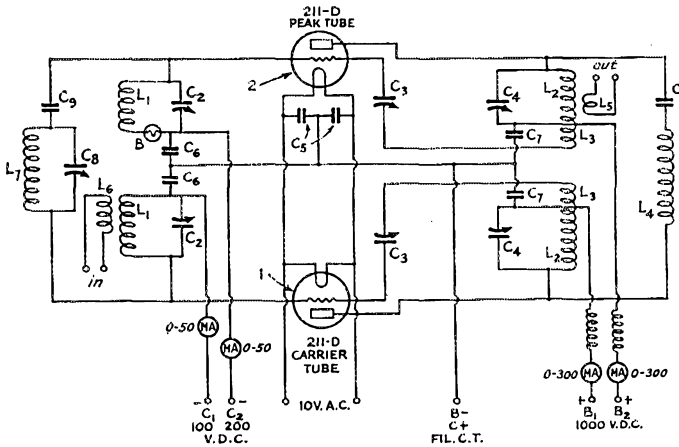 211-D
PEAK TUBE
2
C9
L1
C2
B
C6
C6
L7
C8
L6
L1
C2
in
C5
C3
C3
C4
L2
out
L5
L3
C7
C7
L3
C4
L2
C
L4
1
211-D
CARRIER
TUBE
0-50
MA
MA
0-50
MA
MA
0-300
0-300
- C1 C2 -
100 200
V.D.C.
10V. A.C.
B-
C+
FIL.C.T.
+ +
B1 B2
1000 V.D.C.